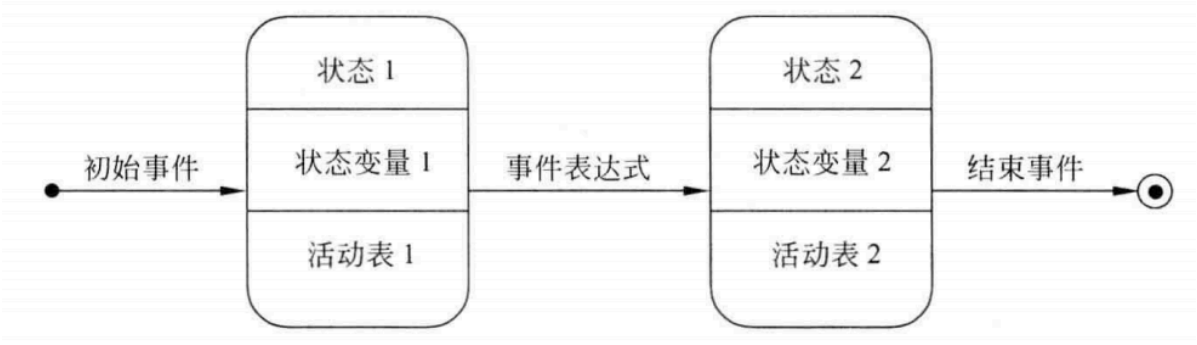 状态 1
状态 2
初始事件
状态变量 1
事件表达式
状态变量 2
结束事件
活动表 1
活动表 2